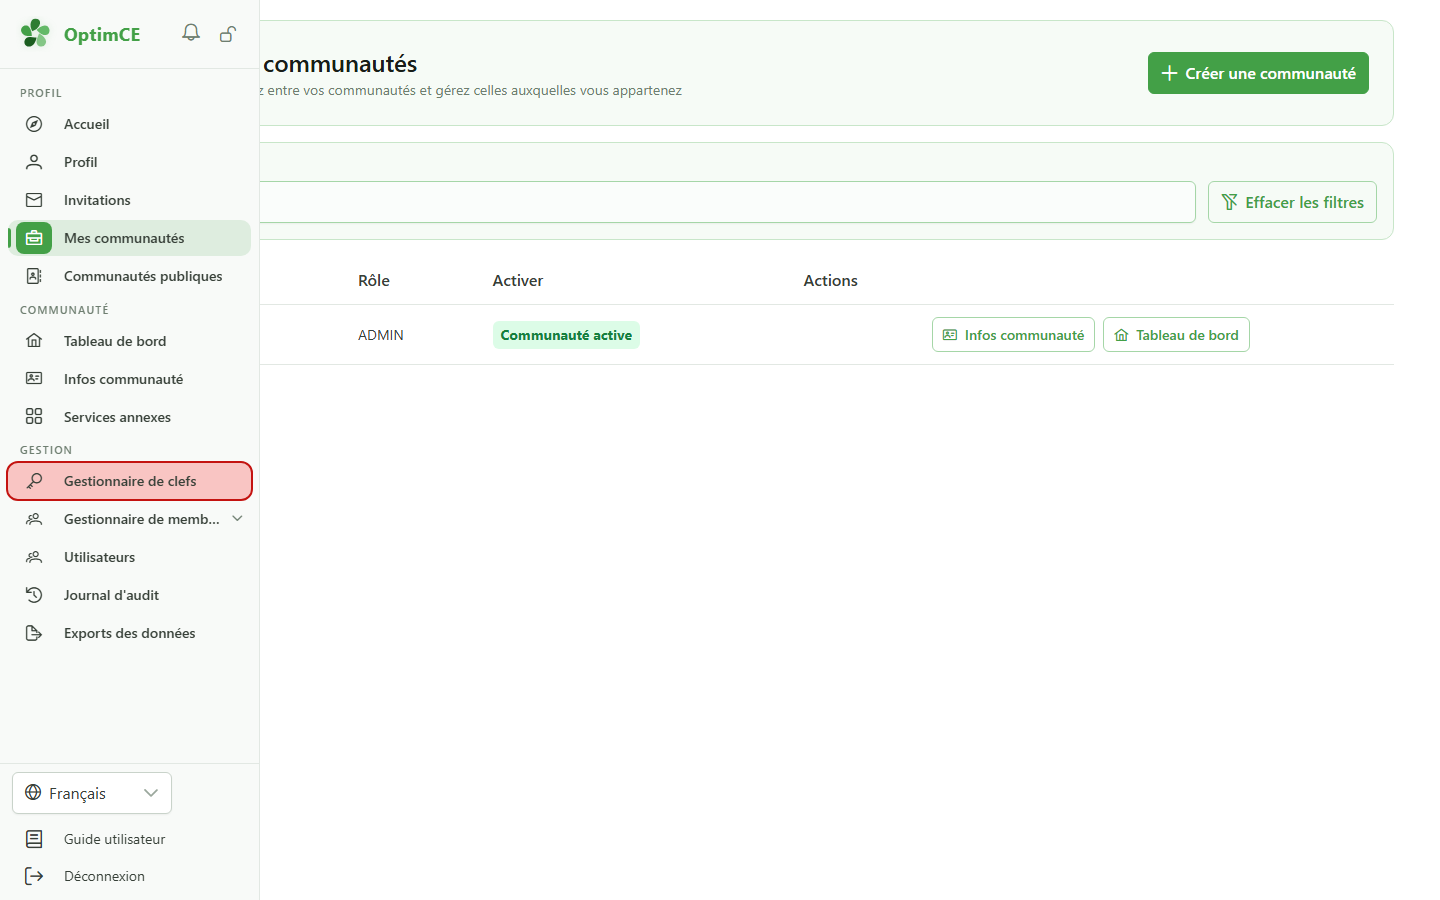 OptimCE
PROFIL
Accueil
Profil
Invitations
Mes communautés
Communautés publiques
COMMUNAUTÉ
Tableau de bord
Infos communauté
Services annexes
GESTION
Gestionnaire de clefs
Gestionnaire de memb...
Utilisateurs
Journal d'audit
Exports des données
Français
Guide utilisateur
Déconnexion
communautés
entre vos communautés et gérez celles auxquelles vous appartenez
Créer une communauté
Effacer les filtres
Rôle Activer Actions
ADMIN Communauté active Infos communauté Tableau de bord